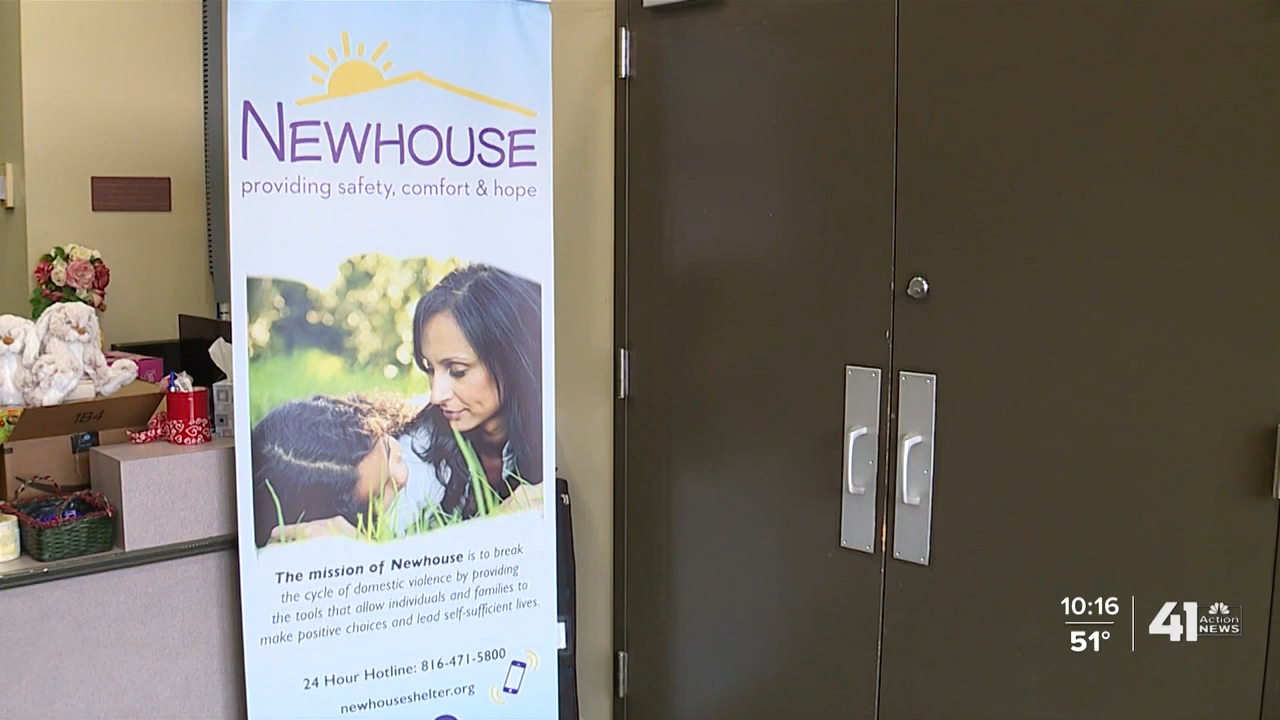 NEWHOUSE
providing safety, comfort & hope
The mission of Newhouse is to break
the cycle of domestic violence by providing
the tools that allow individuals and families to
make positive choices and lead self-sufficient lives.
24 Hour Hotline: 816-471-5800
newhouseshelter.org
1B4
10:16
51°
41 Action
NEWS